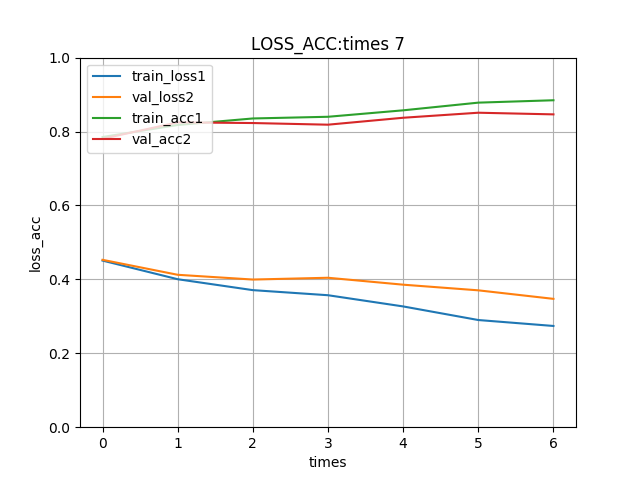 LOSS_ACC:times 7
1.0
0.8
0.6
0.4
0.2
0.0
loss_acc
train_loss1
val_loss2
train_acc1
val_acc2
0 1 2 3 4 5 6
times